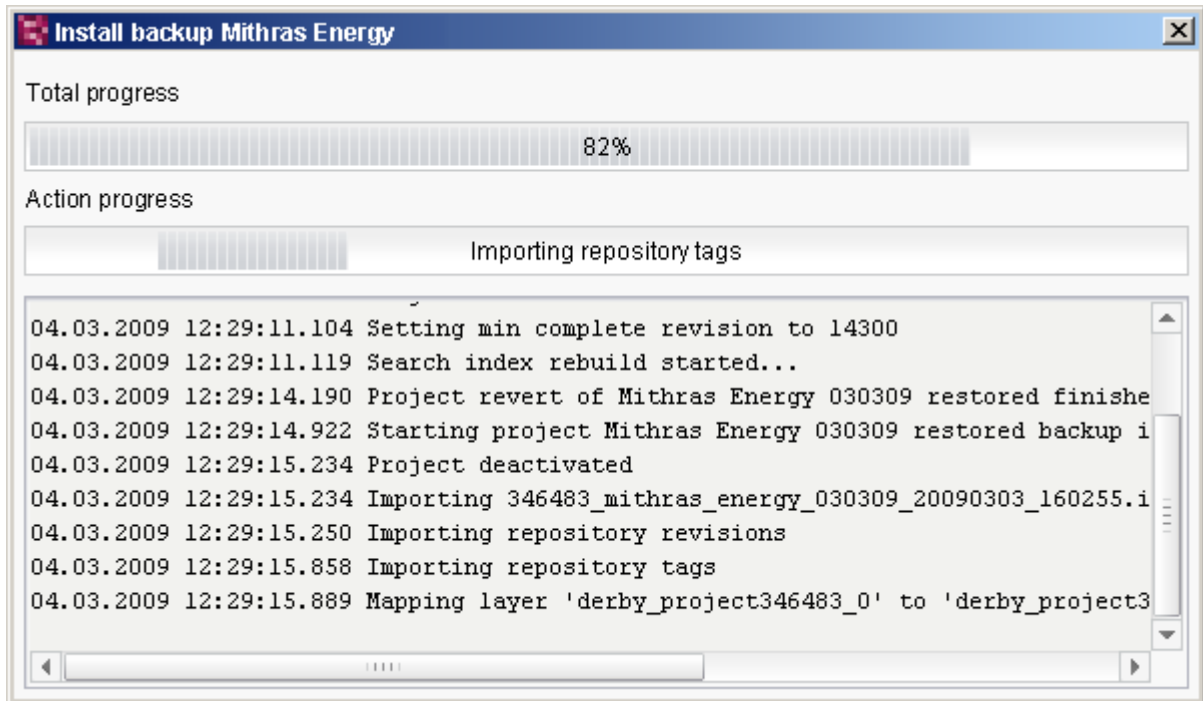 Install backup Mithras Energy
Total progress
82%
Action progress
Importing repository tags
04.03.2009 12:29:11.104 Setting min complete revision to 14300
04.03.2009 12:29:11.119 Search index rebuild started...
04.03.2009 12:29:14.190 Project revert of Mithras Energy 030309 restored finishe
04.03.2009 12:29:14.922 Starting project Mithras Energy 030309 restored backup i
04.03.2009 12:29:15.234 Project deactivated
04.03.2009 12:29:15.234 Importing 346483_mithras_energy_030309_20090303_160255.i
04.03.2009 12:29:15.250 Importing repository revisions
04.03.2009 12:29:15.858 Importing repository tags
04.03.2009 12:29:15.889 Mapping layer 'derby_project346483_0' to 'derby_project3